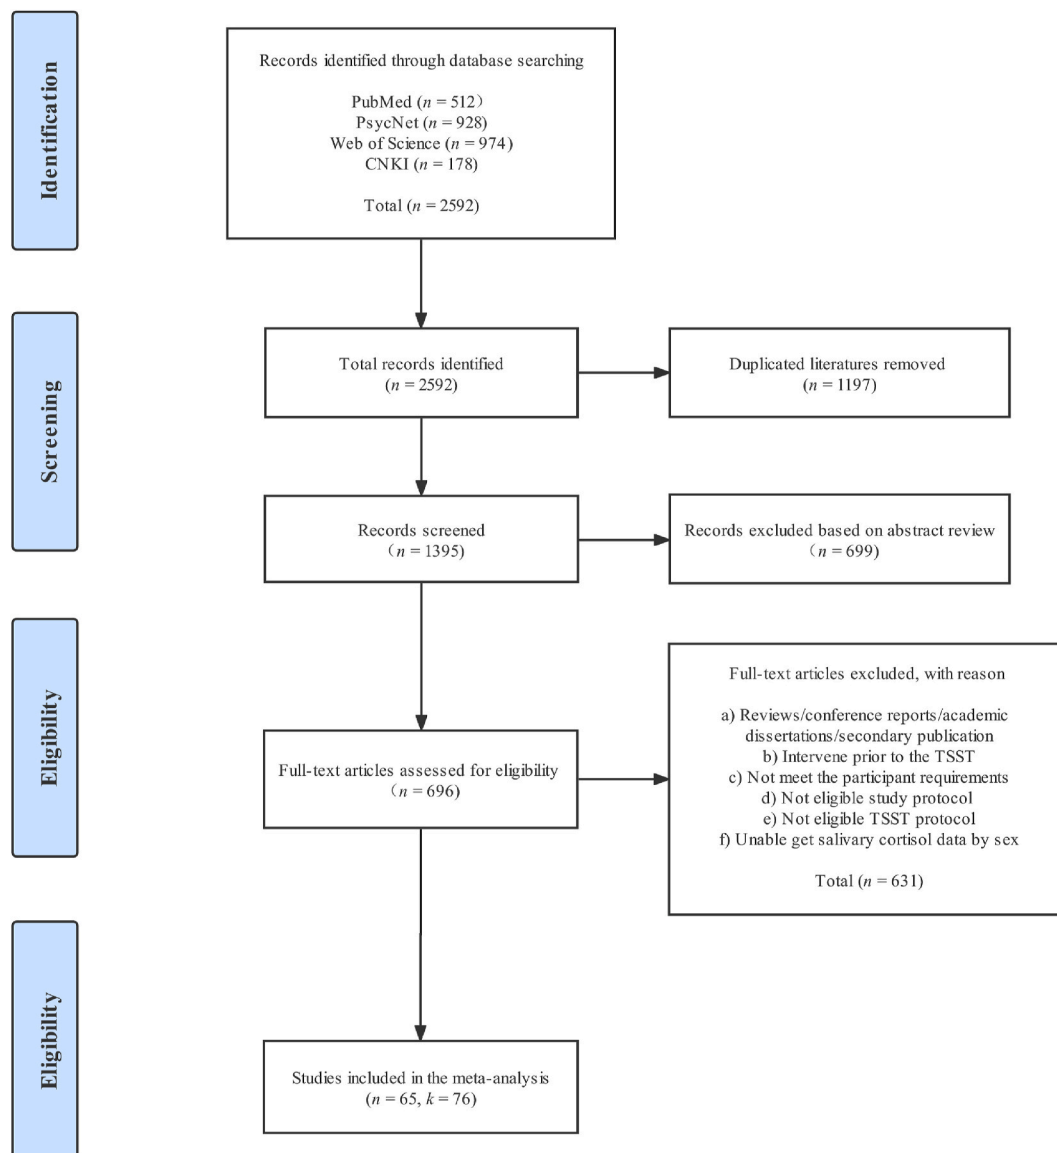 Identification
Records identified through database searching
PubMed (n = 512）
PsycNet (n = 928)
Web of Science (n = 974)
CNKI (n = 178)
Total (n = 2592)
Screening
Total records identified
(n = 2592)
Duplicated literatures removed
(n = 1197)
Records screened
（n = 1395)
Records excluded based on abstract review
（n = 699)
Eligibility
Full-text articles assessed for eligibility
（n = 696)
Full-text articles excluded, with reason
a) Reviews/conference reports/academic
dissertations/secondary publication
b) Intervene prior to the TSST
c) Not meet the participant requirements
d) Not eligible study protocol
e) Not eligible TSST protocol
f) Unable get salivary cortisol data by sex
Total (n = 631)
Eligibility
Studies included in the meta-analysis
(n = 65, k = 76)